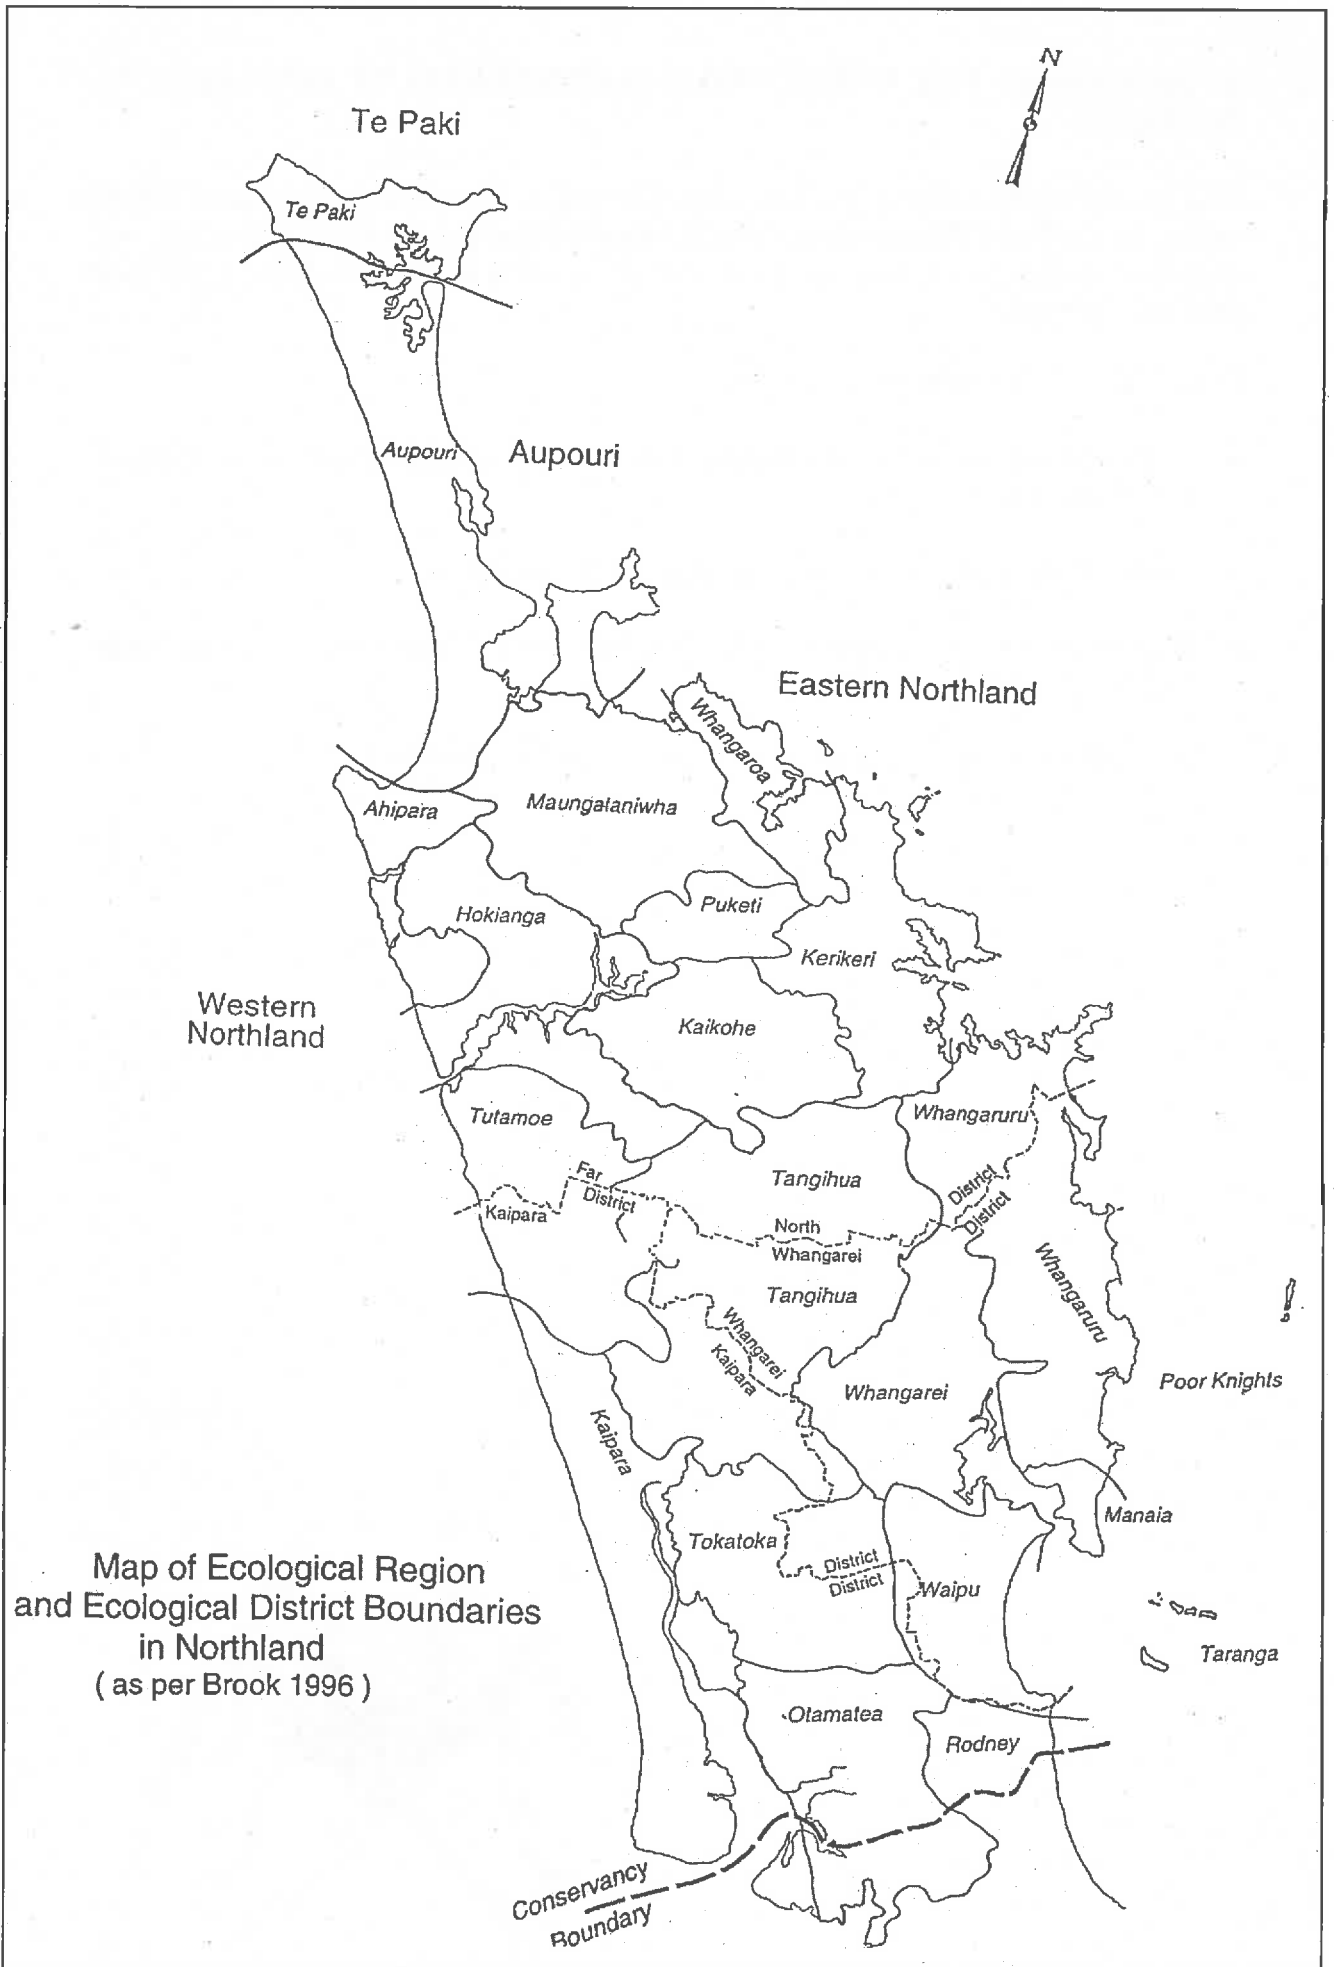 N
Te Paki
Te Paki
Aupouri
Aupouri
Eastern Northland
Whangaroa
Ahipara
Maungataniwha
Puketi
Hokianga
Kerikeri
Western
Northland
Kaikohe
Tutamoe
Whangaruru
Tangihua
Far
District
Kaipara
District
District
North
Whangarei
Tangihua
Whangaruru
Whangarei
Kaipara
Whangarei
Poor Knights
Kaipara
Manaia
Tokatoka
District
District
Waipu
Map of Ecological Region
and Ecological District Boundaries
in Northland
( as per Brook 1996 )
Taranga
Otamatea
Rodney
Conservancy
Boundary